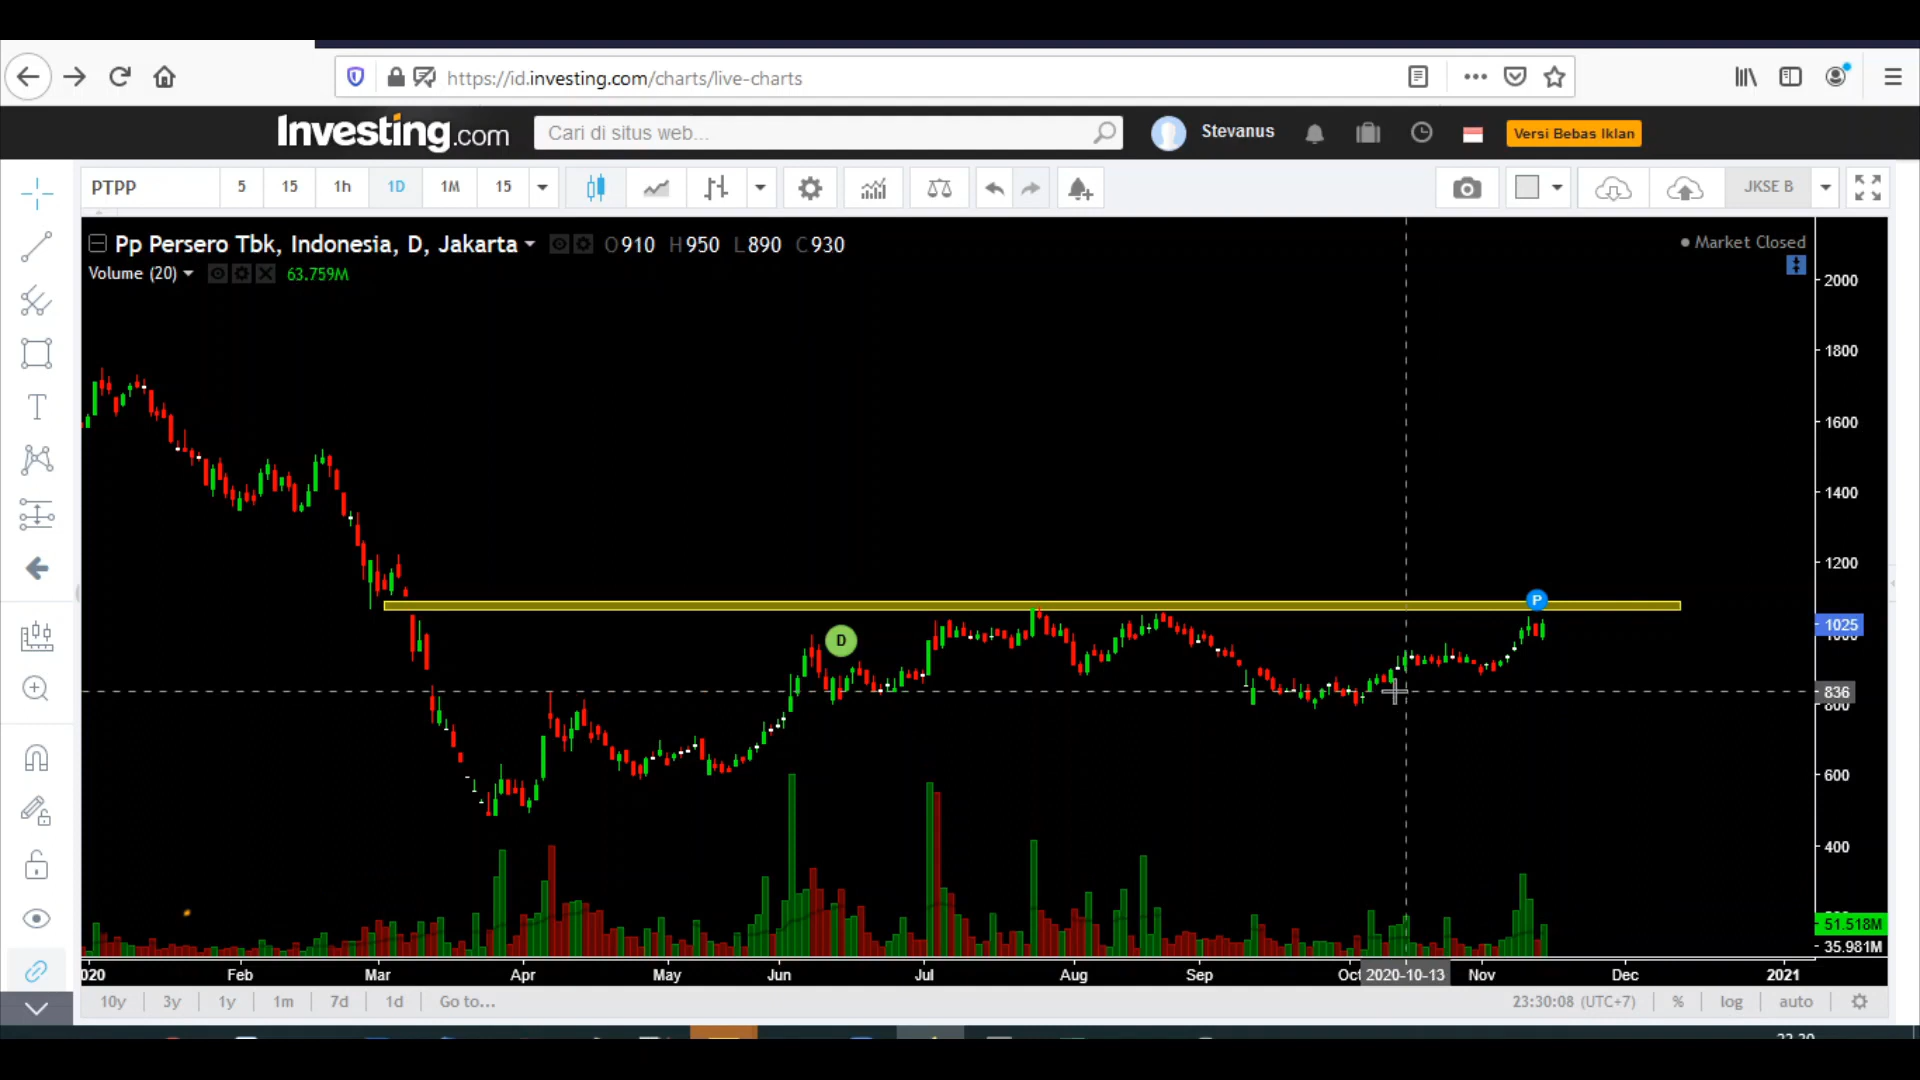 https://id.investing.com/charts/live-charts
Investing.com
Cari di situs web...
Stevanus
Versi Bebas Iklan
PTPP
5
15
1h
1D
1M
15
JKSE B
Pp Persero Tbk, Indonesia, D, Jakarta
O910 H950 L890 C930
Market Closed
Volume (20)
63.759M
2000
1800
1600
1400
1200
P
1025
1000
D
836
800
600
400
51.518M
35.981M
020 Feb Mar Apr May Jun Jul Aug Sep Oct 2020-10-13 Nov Dec 2021
10y 3y 1y 1m 7d 1d Go to... 23:30:08 (UTC+7) % log auto